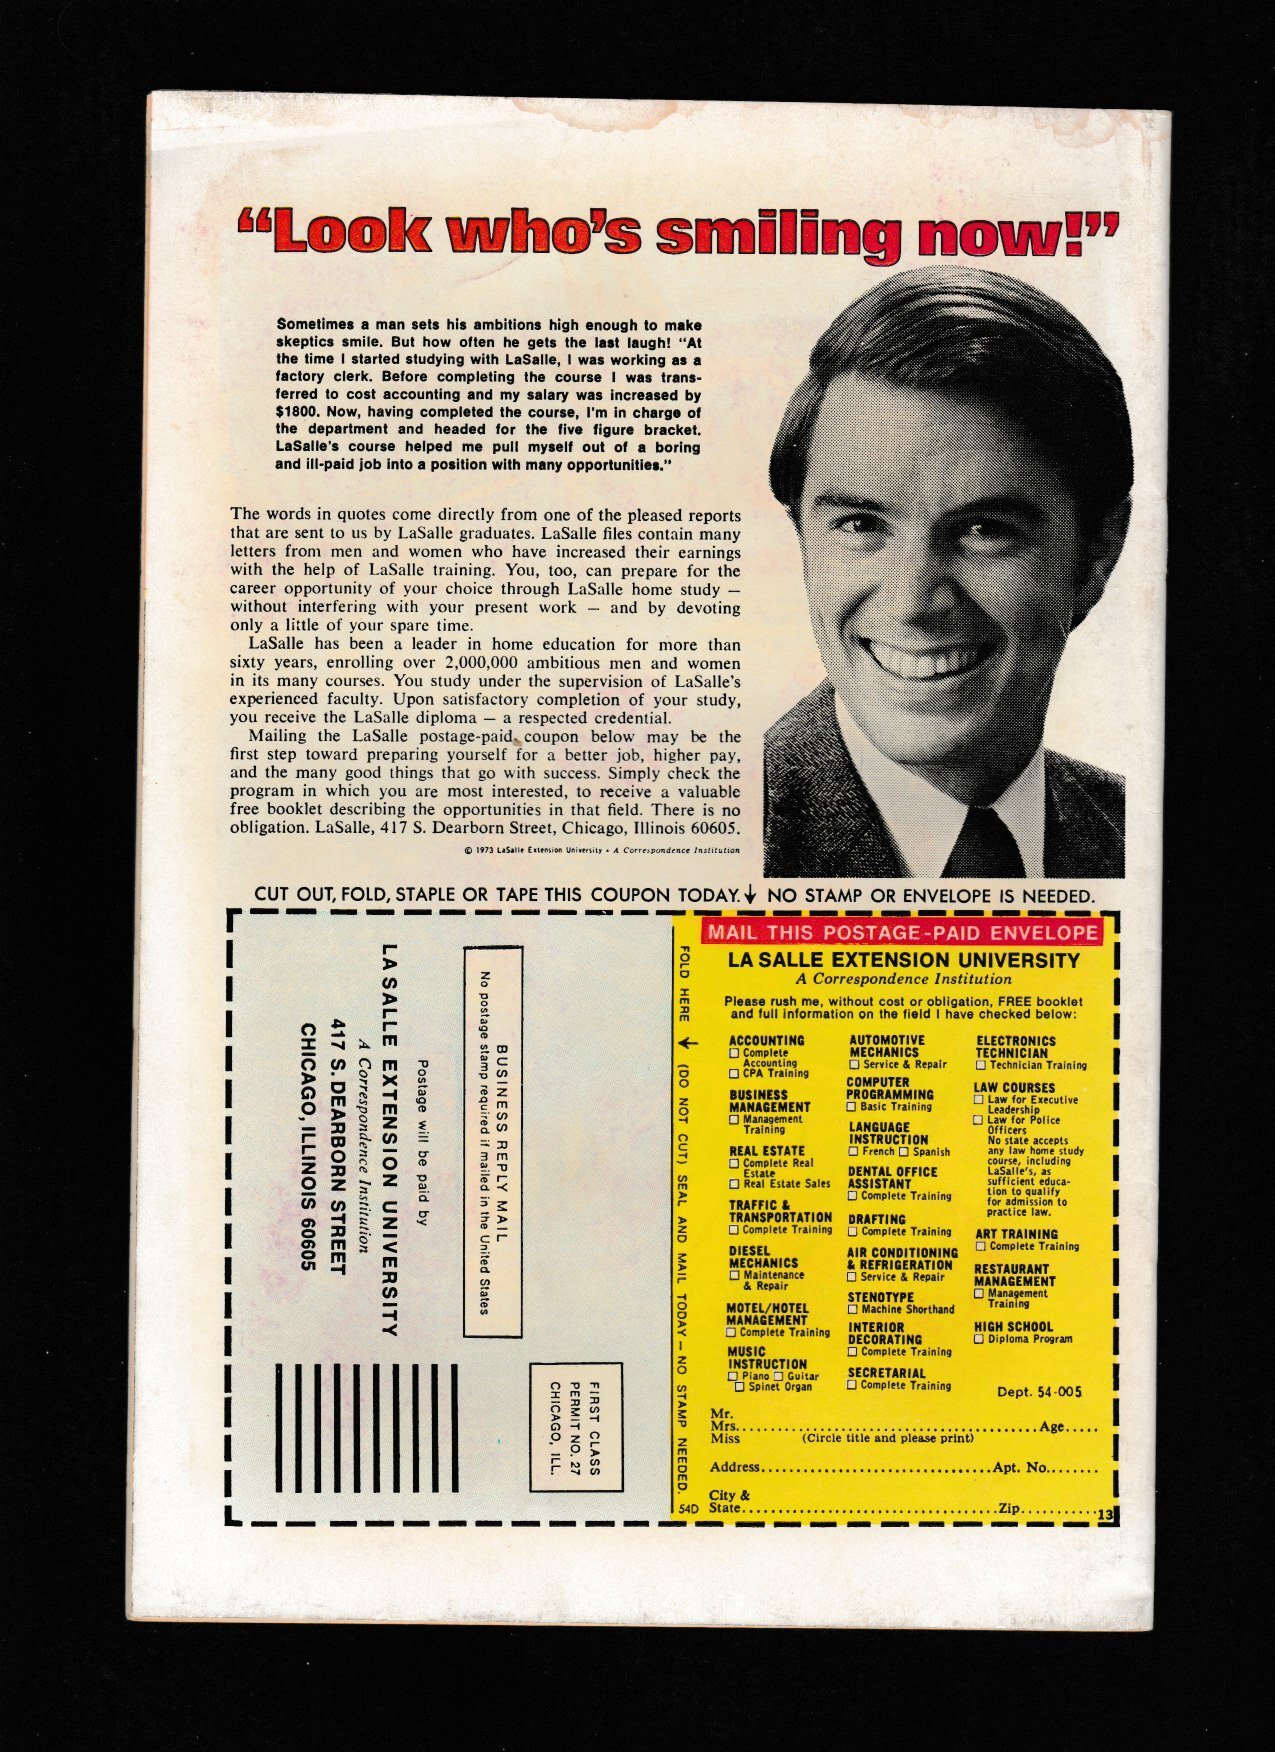 “Look who’s smiling now!”
Sometimes a man sets his ambitions high enough to make
skeptics smile. But how often he gets the last laugh! “At
the time I started studying with LaSalle, I was working as a
factory clerk. Before completing the course I was trans-
ferred to cost accounting and my salary was increased by
$1800. Now, having completed the course, I’m in charge of
the department and headed for the five figure bracket.
LaSalle’s course helped me pull myself out of a boring
and ill-paid job into a position with many opportunities.”
The words in quotes come directly from one of the pleased reports
that are sent to us by LaSalle graduates. LaSalle files contain many
letters from men and women who have increased their earnings
with the help of LaSalle training. You, too, can prepare for the
career opportunity of your choice through LaSalle home study —
without interfering with your present work — and by devoting
only a little of your spare time.
LaSalle has been a leader in home education for more than
sixty years, enrolling over 2,000,000 ambitious men and women
in its many courses. You study under the supervision of LaSalle’s
experienced faculty. Upon satisfactory completion of your study,
you receive the LaSalle diploma — a respected credential.
Mailing the LaSalle postage-paid coupon below may be the
first step toward preparing yourself for a better job, higher pay,
and the many good things that go with success. Simply check the
program in which you are most interested, to receive a valuable
free booklet describing the opportunities in that field. There is no
obligation. LaSalle, 417 S. Dearborn Street, Chicago, Illinois 60605.
© 1973 LaSalle Extension University • A Correspondence Institution
CUT OUT, FOLD, STAPLE OR TAPE THIS COUPON TODAY. ↓ NO STAMP OR ENVELOPE IS NEEDED.
FIRST CLASS
PERMIT NO. 27
CHICAGO, ILL.
BUSINESS REPLY MAIL
No postage stamp required if mailed in the United States
Postage will be paid by
LA SALLE EXTENSION UNIVERSITY
A Correspondence Institution
417 S. DEARBORN STREET
CHICAGO, ILLINOIS 60605
FOLD HERE ↓ (DO NOT CUT) SEAL AND MAIL TODAY — NO STAMP NEEDED.
54D
MAIL THIS POSTAGE-PAID ENVELOPE
LA SALLE EXTENSION UNIVERSITY
A Correspondence Institution
Please rush me, without cost or obligation, FREE booklet
and full information on the field I have checked below:
ACCOUNTING
☐ Complete
Accounting
☐ CPA Training
BUSINESS
MANAGEMENT
☐ Management
Training
REAL ESTATE
☐ Complete Real
Estate
☐ Real Estate Sales
TRAFFIC &
TRANSPORTATION
☐ Complete Training
DIESEL
MECHANICS
☐ Maintenance
& Repair
MOTEL/HOTEL
MANAGEMENT
☐ Complete Training
MUSIC
INSTRUCTION
☐ Piano ☐ Guitar
☐ Spinet Organ
AUTOMOTIVE
MECHANICS
☐ Service & Repair
COMPUTER
PROGRAMMING
☐ Basic Training
LANGUAGE
INSTRUCTION
☐ French ☐ Spanish
DENTAL OFFICE
ASSISTANT
☐ Complete Training
DRAFTING
☐ Complete Training
AIR CONDITIONING
& REFRIGERATION
☐ Service & Repair
STENOTYPE
☐ Machine Shorthand
INTERIOR
DECORATING
☐ Complete Training
SECRETARIAL
☐ Complete Training
ELECTRONICS
TECHNICIAN
☐ Technician Training
LAW COURSES
☐ Law for Executive
Leadership
☐ Law for Police
Officers
No state accepts
any law home study
course, including
LaSalle’s, as
sufficient educa-
tion to qualify
for admission to
practice law.
ART TRAINING
☐ Complete Training
RESTAURANT
MANAGEMENT
☐ Management
Training
HIGH SCHOOL
☐ Diploma Program
Dept. 54-005
Mr.
Mrs. Age
Miss (Circle title and please print)
Address Apt. No.
City &
State Zip 13